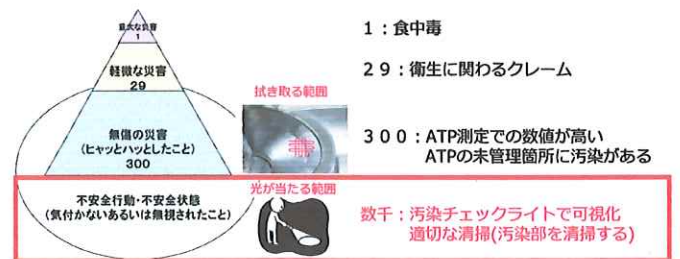 重大な災害
1
軽微な災害
29
無傷の災害
(ヒヤッとハッとしたこと)
300
不安全行動・不安全状態
(気付かないあるいは無視されたこと)
拭き取る範囲
光が当たる範囲
1：食中毒
29：衛生に関わるクレーム
300：ATP測定での数値が高い
ATPの未管理箇所に汚染がある
数千：汚染チェックライトで可視化
適切な清掃(汚染部を清掃する)